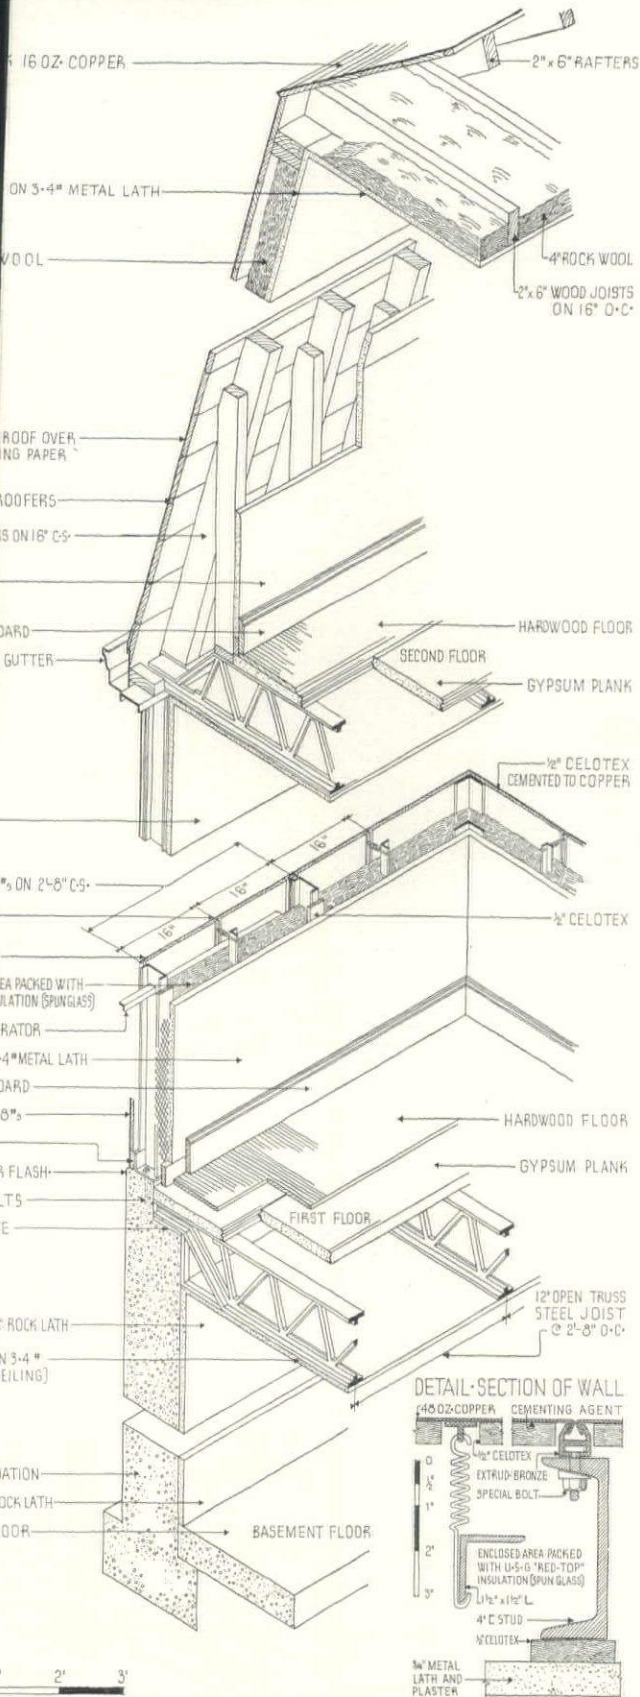 16 OZ· COPPER
2" x 6" RAFTERS
ON 3·4# METAL LATH
WOOL
4" ROCK WOOL
2" x 6" WOOD JOISTS
ON 16" O·C·
ROOF OVER
ING PAPER
ROOFERS
S ON 16" C·S·
OARD
HARDWOOD FLOOR
GUTTER
SECOND FLOOR
GYPSUM PLANK
½" CELOTEX
CEMENTED TO COPPER
16"
16"
16"
#s ON 2'-8" C·S·
½" CELOTEX
EA PACKED WITH
ULATION (SPUN GLASS)
RATOR
·4# METAL LATH
OARD
8#s
HARDWOOD FLOOR
R FLASH·
GYPSUM PLANK
LTS
FIRST FLOOR
E
12" OPEN TRUSS
STEEL JOIST
@ 2'-8" O·C·
ROCK LATH
N 3·4#
EILING)
DETAIL·SECTION OF WALL
48 OZ·COPPER
CEMENTING AGENT
½" CELOTEX
EXTRUD·BRONZE
SPECIAL BOLT
0
½"
1"
2"
3"
ENCLOSED AREA PACKED
WITH U·S·G "RED-TOP"
INSULATION (SPUN GLASS)
1½" x 1½" L
4" C STUD
½" CELOTEX
¾" METAL
LATH AND
PLASTER
DATION
OCK LATH
OOR
BASEMENT FLOOR
2'
3'